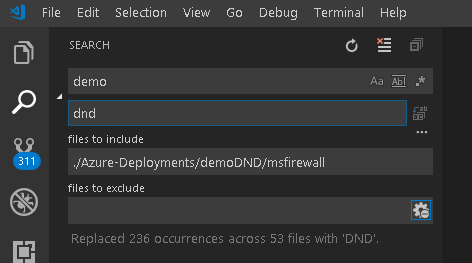 File Edit Selection View Go Debug Terminal Help
SEARCH
demo
Aa Abl .*
dnd
files to include
...
./Azure-Deployments/demoDND/msfirewall
311
files to exclude
Replaced 236 occurrences across 53 files with 'DND'.